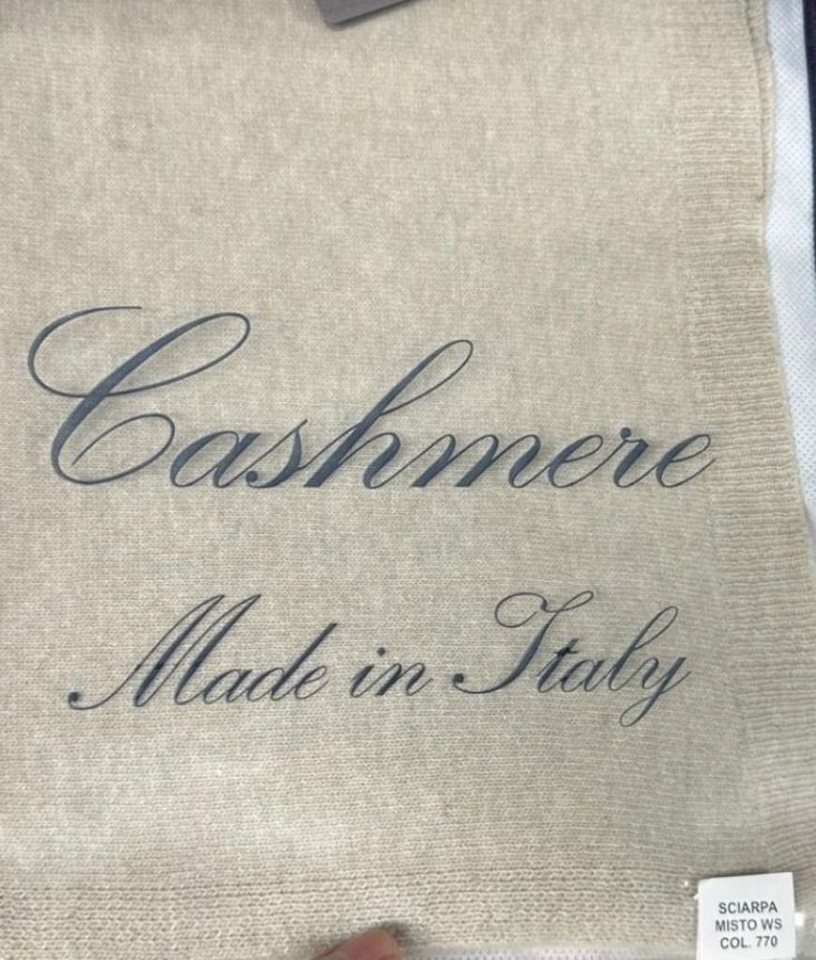 Cashmere
Made in Italy
SCIARPA
MISTO WS
COL. 770